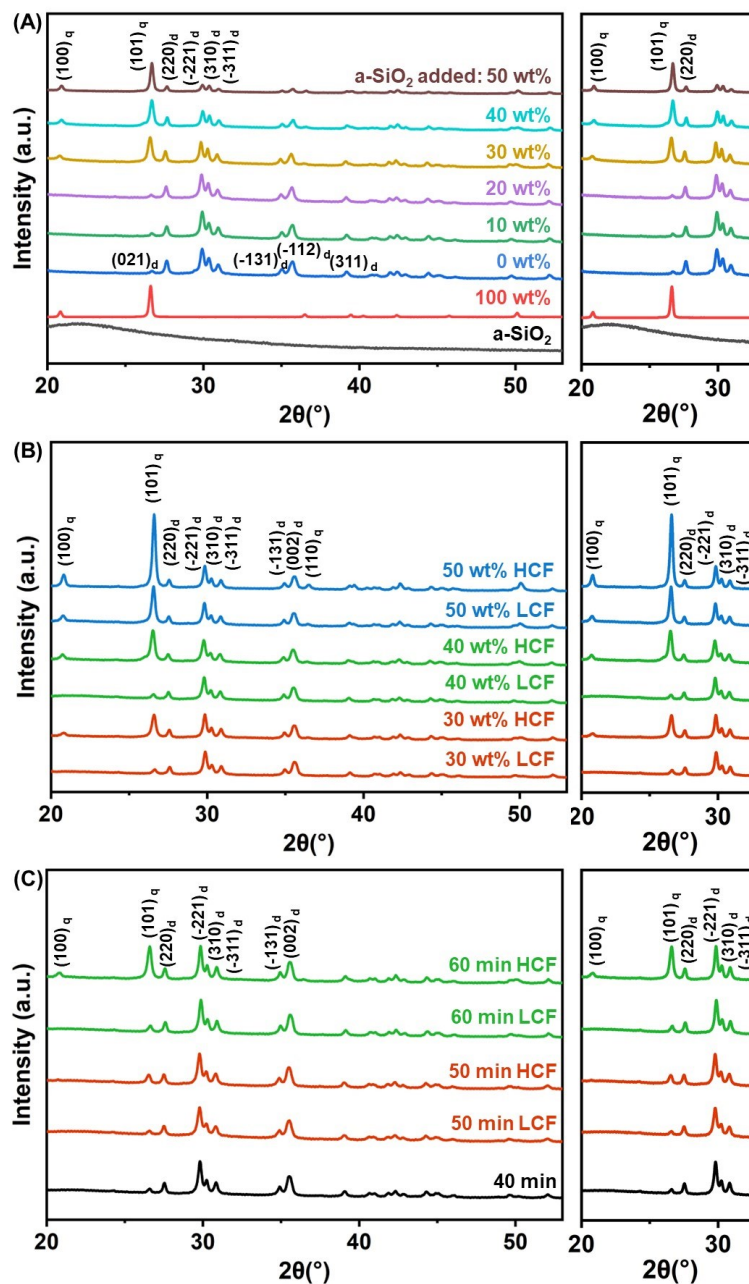 (A)
(100)q
(101)q
(220)d
(-221)d
(310)d
(-311)d
a-SiO2 added: 50 wt%
40 wt%
30 wt%
20 wt%
10 wt%
(021)d
(-131)d
(-112)d
(311)d
0 wt%
100 wt%
a-SiO2
Intensity (a.u.)
20 30 40 50
2θ(°)
(100)q
(101)q
(220)d
20 30
2θ(°)
(B)
(100)q
(101)q
(220)d
(-221)d
(310)d
(-311)d
(-131)d
(002)d
(110)q
50 wt% HCF
50 wt% LCF
40 wt% HCF
40 wt% LCF
30 wt% HCF
30 wt% LCF
Intensity (a.u.)
20 30 40 50
2θ(°)
(100)q
(101)q
(220)d
(-221)d
(310)d
(-311)d
20 30
2θ(°)
(C)
(100)q
(101)q
(220)d
(-221)d
(310)d
(-311)d
(-131)d
(002)d
60 min HCF
60 min LCF
50 min HCF
50 min LCF
40 min
Intensity (a.u.)
20 30 40 50
2θ(°)
(100)q
(101)q
(220)d
(-221)d
(310)d
(-311)d
20 30
2θ(°)